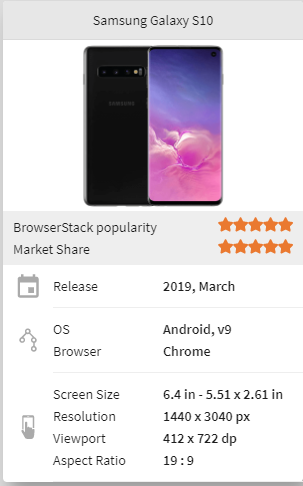 Samsung Galaxy S10
SAMSUNG
BrowserStack popularity
Market Share
Release 2019, March
OS Android, v9
Browser Chrome
Screen Size 6.4 in - 5.51 x 2.61 in
Resolution 1440 x 3040 px
Viewport 412 x 722 dp
Aspect Ratio 19 : 9